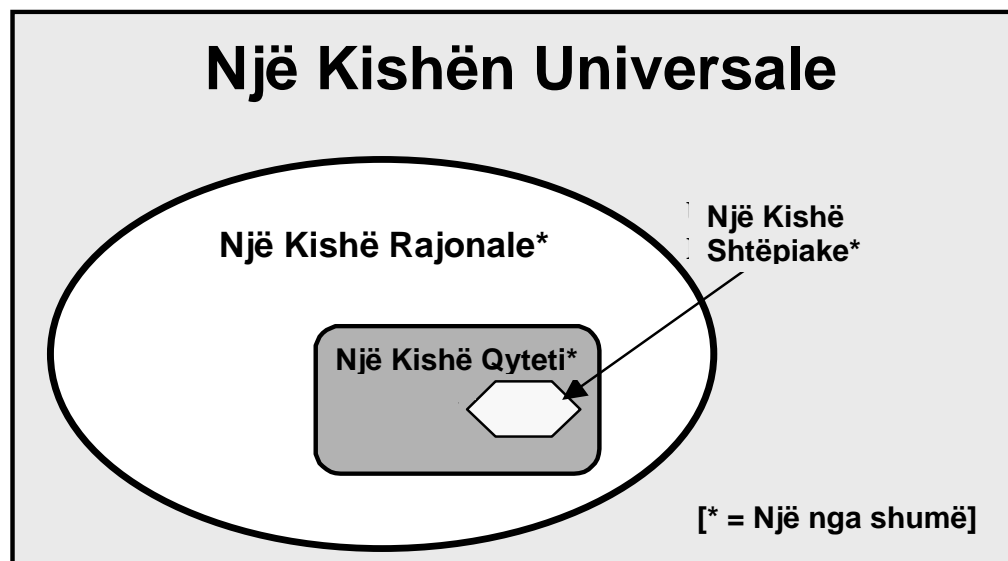 Një Kishën Universale
Një Kishë Rajonale*
Një Kishë
Shtëpiake*
Një Kishë Qyteti*
[* = Një nga shumë]